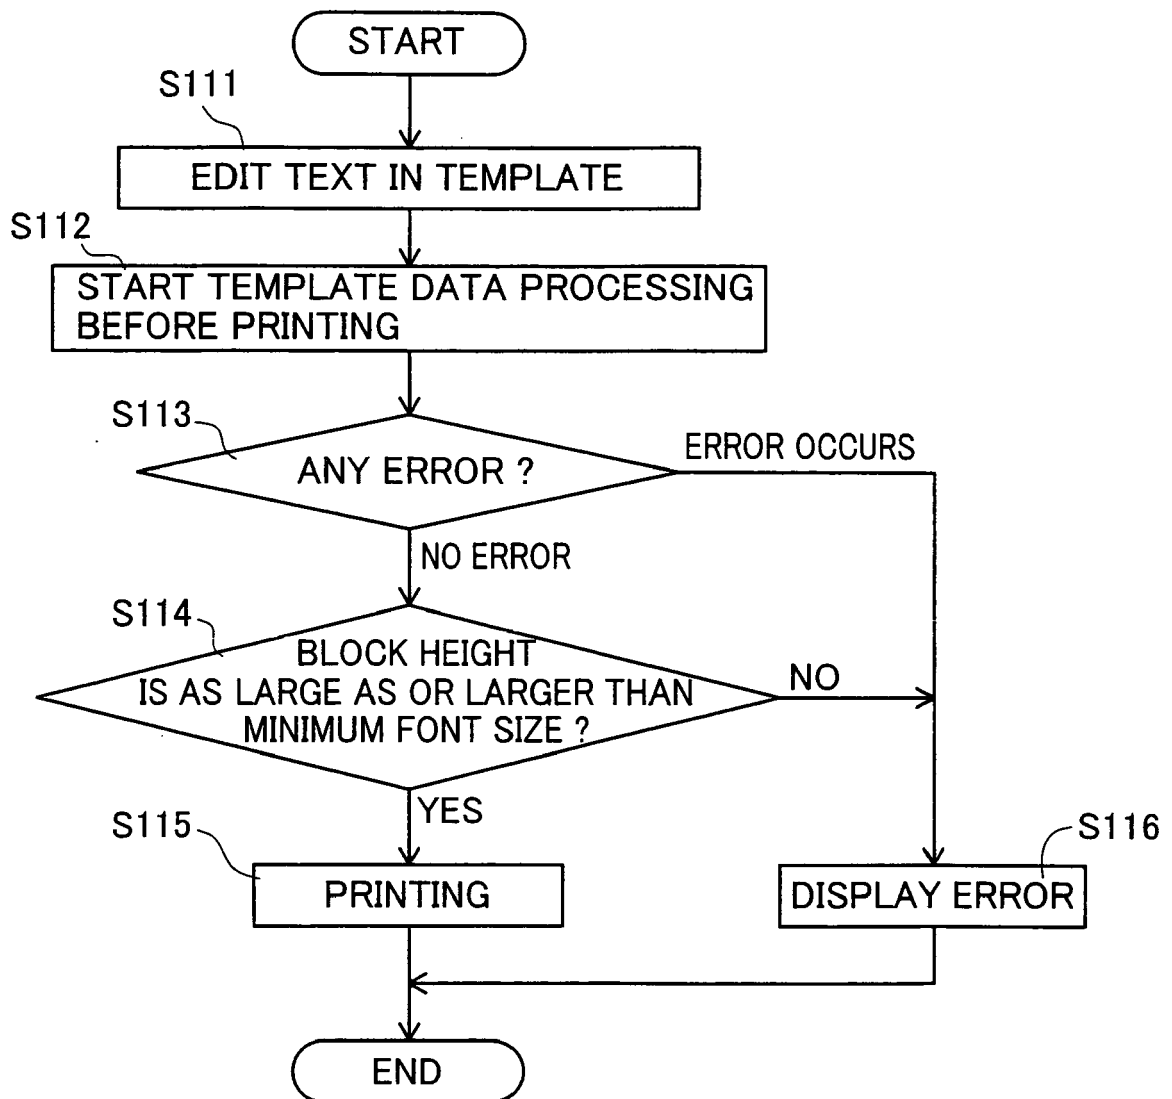 START
S111
EDIT TEXT IN TEMPLATE
S112
START TEMPLATE DATA PROCESSING
BEFORE PRINTING
S113
ANY ERROR ?
ERROR OCCURS
NO ERROR
S114
BLOCK HEIGHT
IS AS LARGE AS OR LARGER THAN
MINIMUM FONT SIZE ?
NO
YES
S115
PRINTING
S116
DISPLAY ERROR
END